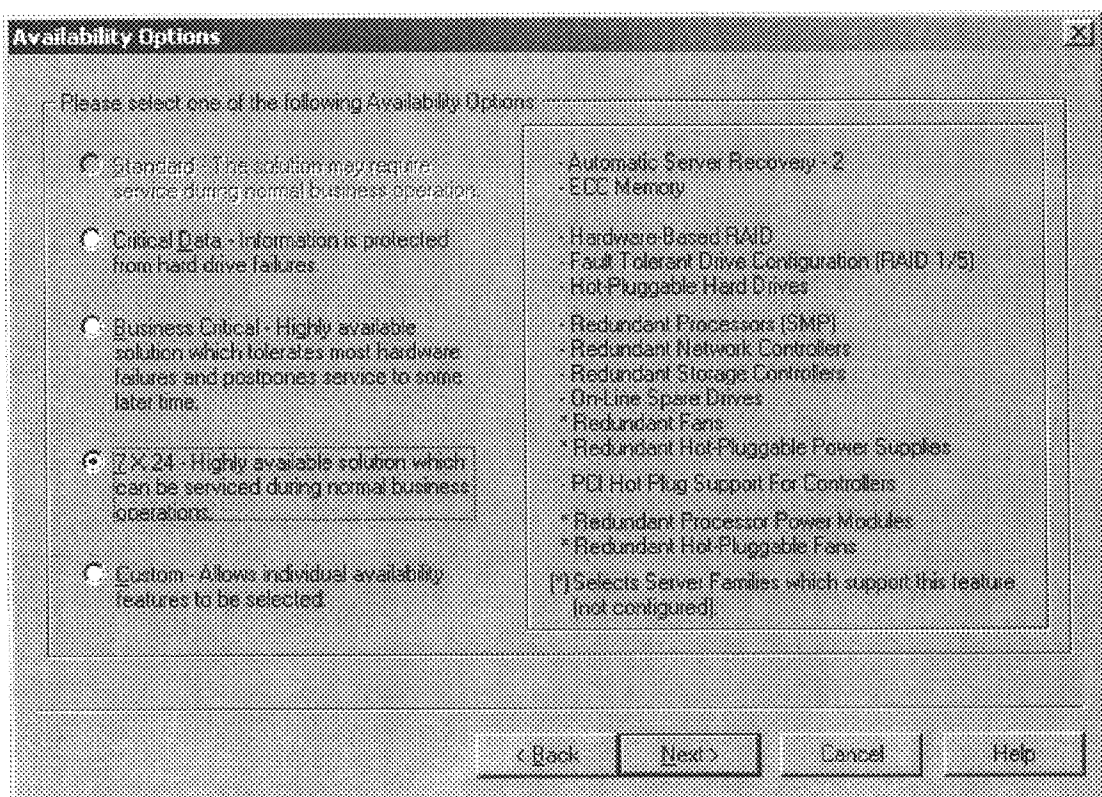 Availability Options
Please select one of the following Availability Options
Standard - The solution may require
service during normal business operation.
Critical Data - Information is protected
from hard drive failures.
Business Critical - Highly available
solution which tolerates most hardware
failures and postpones service to some
later time.
7 X 24 - Highly available solution which
can be serviced during normal business
operations.
Custom - Allows individual availability
features to be selected.
- Automatic Server Recovery - 2
- ECC Memory
- Hardware Based RAID
- Fault Tolerant Drive Configuration (RAID 1/5)
- Hot-Pluggable Hard Drives
- Redundant Processors (SMP)
- Redundant Network Controllers
- Redundant Storage Controllers
- On-Line Spare Drives
* Redundant Fans
* Redundant Hot-Pluggable Power Supplies
- PCI Hot Plug Support For Controllers
* Redundant Processor Power Modules
* Redundant Hot-Pluggable Fans
(*) Selects Server Families which support this feature
(not configured).
< Back
Next >
Cancel
Help